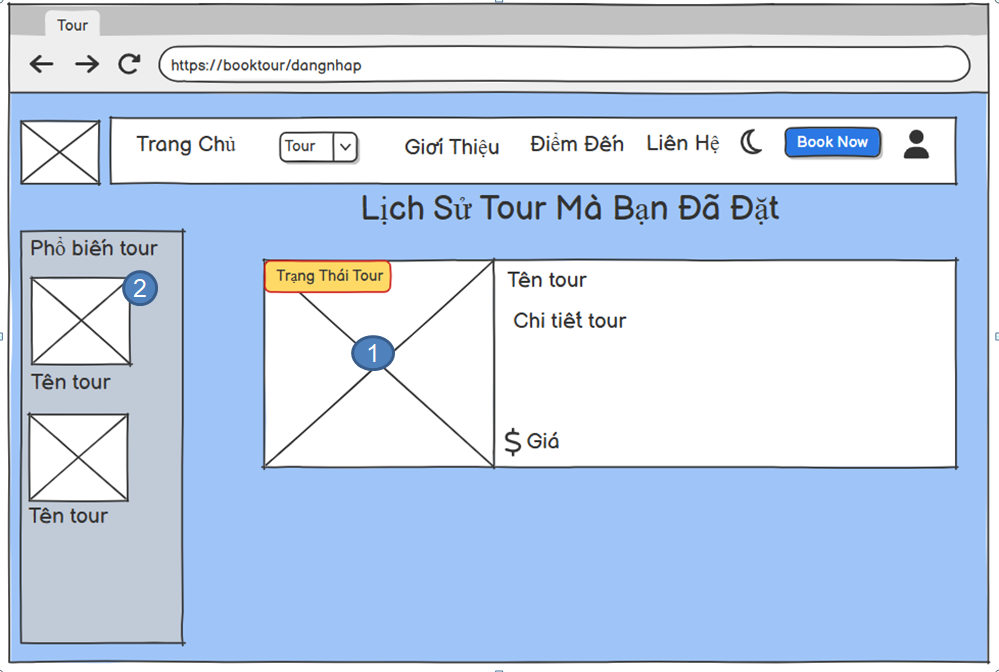 Tour
https://booktour/dangnhap
Trang Chủ
Tour
Giới Thiệu
Điểm Đến
Liên Hệ
Book Now
Lịch Sử Tour Mà Bạn Đã Đặt
Phổ biến tour
2
Tên tour
Tên tour
Trạng Thái Tour
1
Tên tour
Chi tiết tour
$ Giá